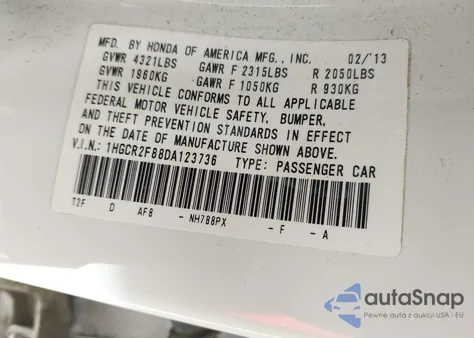 MFD. BY HONDA OF AMERICA MFG., INC. 02/'13
GVWR 4321LBS GAWR F 2315LBS R 2050LBS
GVWR 1960KG GAWR F 1050KG R 930KG
THIS VEHICLE CONFORMS TO ALL APPLICABLE
FEDERAL MOTOR VEHICLE SAFETY, BUMPER,
AND THEFT PREVENTION STANDARDS IN EFFECT
ON THE DATE OF MANUFACTURE SHOWN ABOVE.
V.I.N.: 1HGCR2F88DA123736 TYPE: PASSENGER CAR
T2F D AF8 - NH788PX - F - A
autoSnap
Pewne auta z aukcji USA i EU